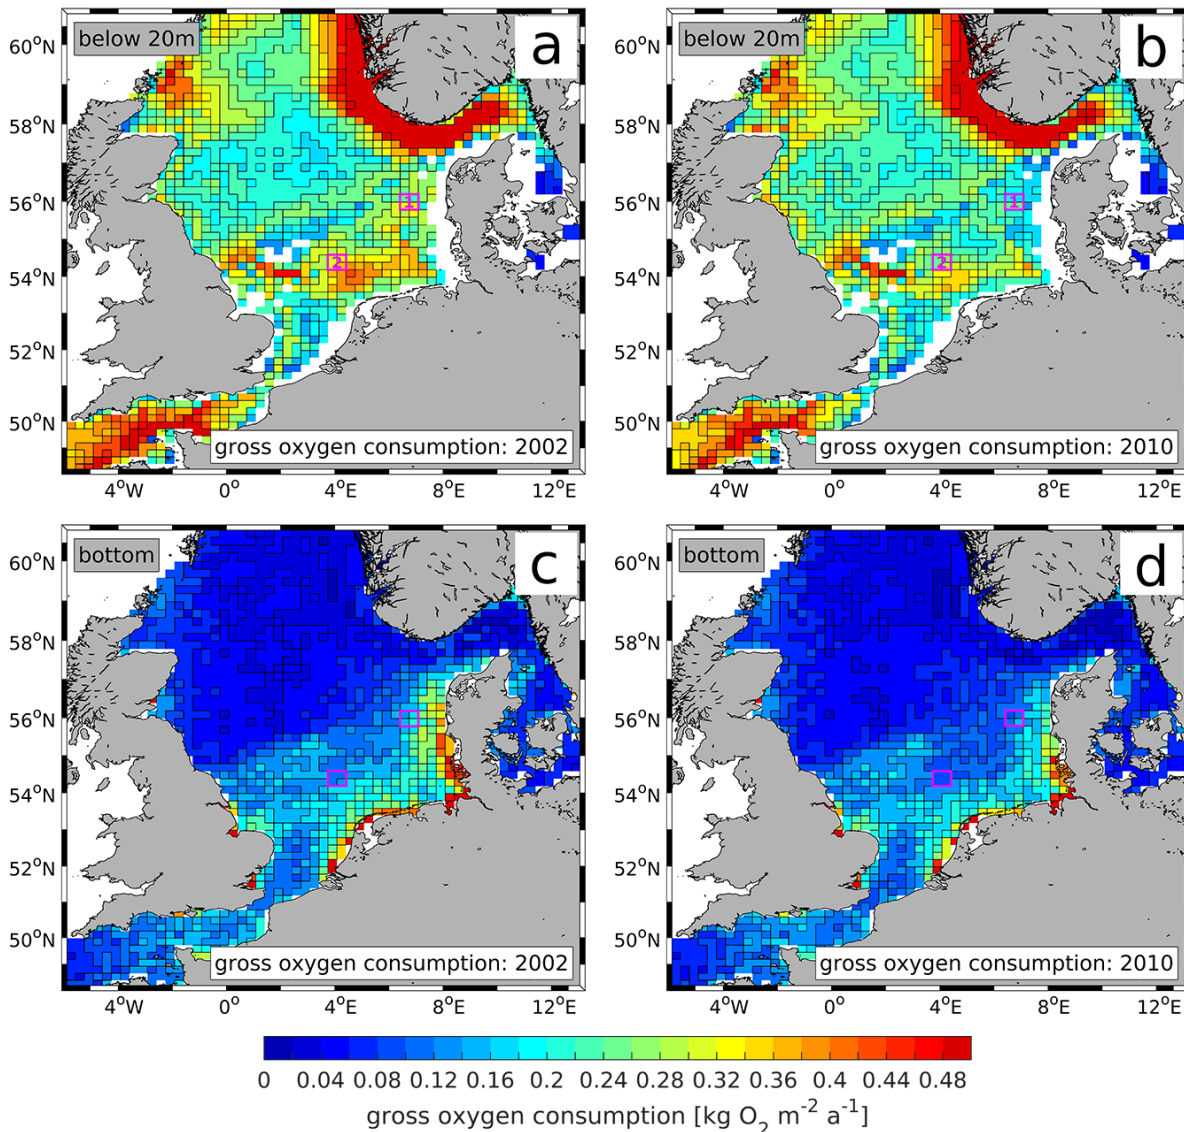 below 20m
a
60°N
58°N
56°N
54°N
52°N
50°N
1
2
gross oxygen consumption: 2002
4°W
0°
4°E
8°E
12°E
below 20m
b
60°N
58°N
56°N
54°N
52°N
50°N
1
2
gross oxygen consumption: 2010
4°W
0°
4°E
8°E
12°E
bottom
c
60°N
58°N
56°N
54°N
52°N
50°N
gross oxygen consumption: 2002
4°W
0°
4°E
8°E
12°E
bottom
d
60°N
58°N
56°N
54°N
52°N
50°N
gross oxygen consumption: 2010
4°W
0°
4°E
8°E
12°E
0 0.04 0.08 0.12 0.16 0.2 0.24 0.28 0.32 0.36 0.4 0.44 0.48
gross oxygen consumption [kg O₂ m⁻² a⁻¹]